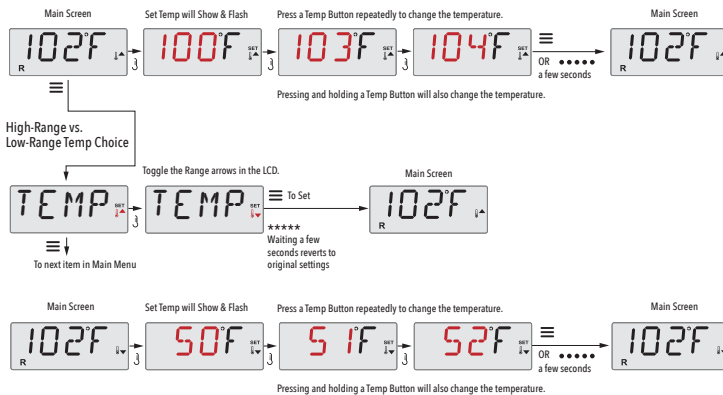 Main Screen
Set Temp will Show & Flash
Press a Temp Button repeatedly to change the temperature.
Main Screen
102°F
R
100°F SET
103°F SET
104°F SET
OR •••••
a few seconds
102°F
R
Pressing and holding a Temp Button will also change the temperature.
High-Range vs.
Low-Range Temp Choice
Toggle the Range arrows in the LCD.
Main Screen
TEMP SET
TEMP SET
To Set
*****
Waiting a few
seconds reverts to
original settings
102°F
R
To next item in Main Menu
Main Screen
Set Temp will Show & Flash
Press a Temp Button repeatedly to change the temperature.
Main Screen
102°F
R
50°F SET
51°F SET
52°F SET
OR •••••
a few seconds
102°F
R
Pressing and holding a Temp Button will also change the temperature.